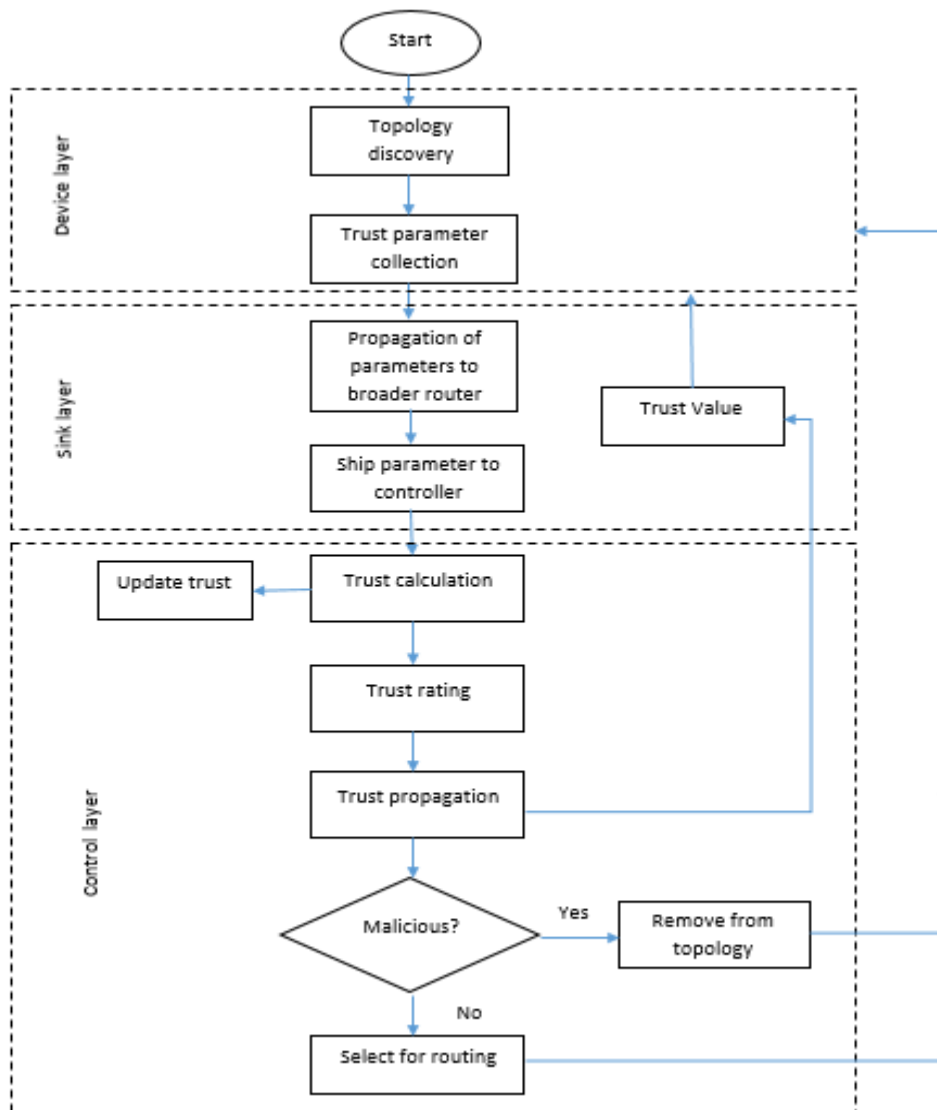 Start
Device layer
Topology
discovery
Trust parameter
collection
Sink layer
Propagation of
parameters to
broader router
Trust Value
Ship parameter to
controller
Control layer
Update trust
Trust calculation
Trust rating
Trust propagation
Malicious?
Yes
Remove from
topology
No
Select for routing